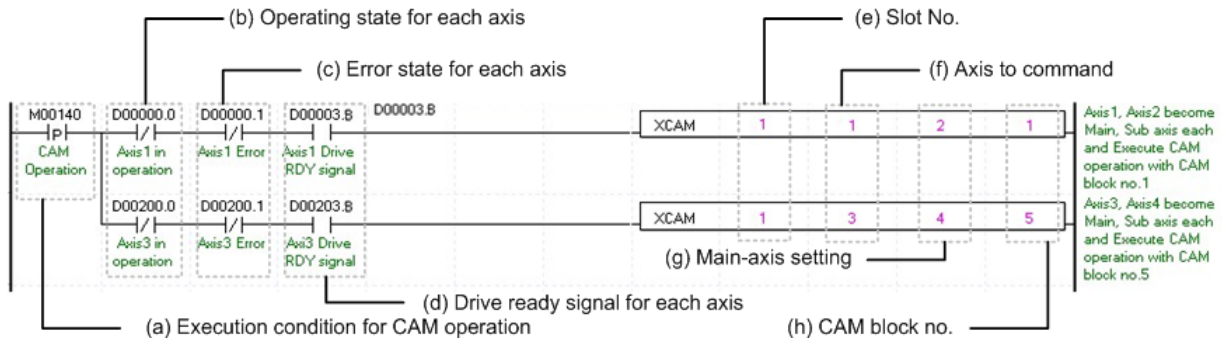 (b) Operating state for each axis
(e) Slot No.
(c) Error state for each axis
(f) Axis to command
M00140
D00000.0
D00000.1
D00003.B
D00003.B
P
XCAM 1 1 2 1
CAM
Operation
Axis1 in
operation
Axis1 Error
Axis1 Drive
RDY signal
Axis1, Axis2 become
Main, Sub axis each
and Execute CAM
operation with CAM
block no.1
D00200.0
D00200.1
D00203.B
XCAM 1 3 4 5
Axis3 in
operation
Axis3 Error
Axi3 Drive
RDY signal
Axis3, Axis4 become
Main, Sub axis each
and Execute CAM
operation with CAM
block no.5
(g) Main-axis setting
(d) Drive ready signal for each axis
(a) Execution condition for CAM operation
(h) CAM block no.